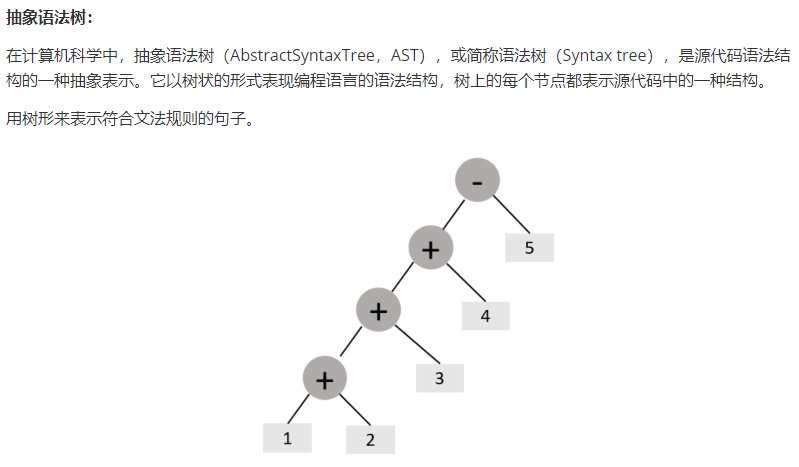 抽象语法树：
在计算机科学中，抽象语法树（AbstractSyntaxTree，AST），或简称语法树（Syntax tree），是源代码语法结
构的一种抽象表示。它以树状的形式表现编程语言的语法结构，树上的每个节点都表示源代码中的一种结构。
用树形来表示符合文法规则的句子。
-
+
5
+
4
+
3
1
2